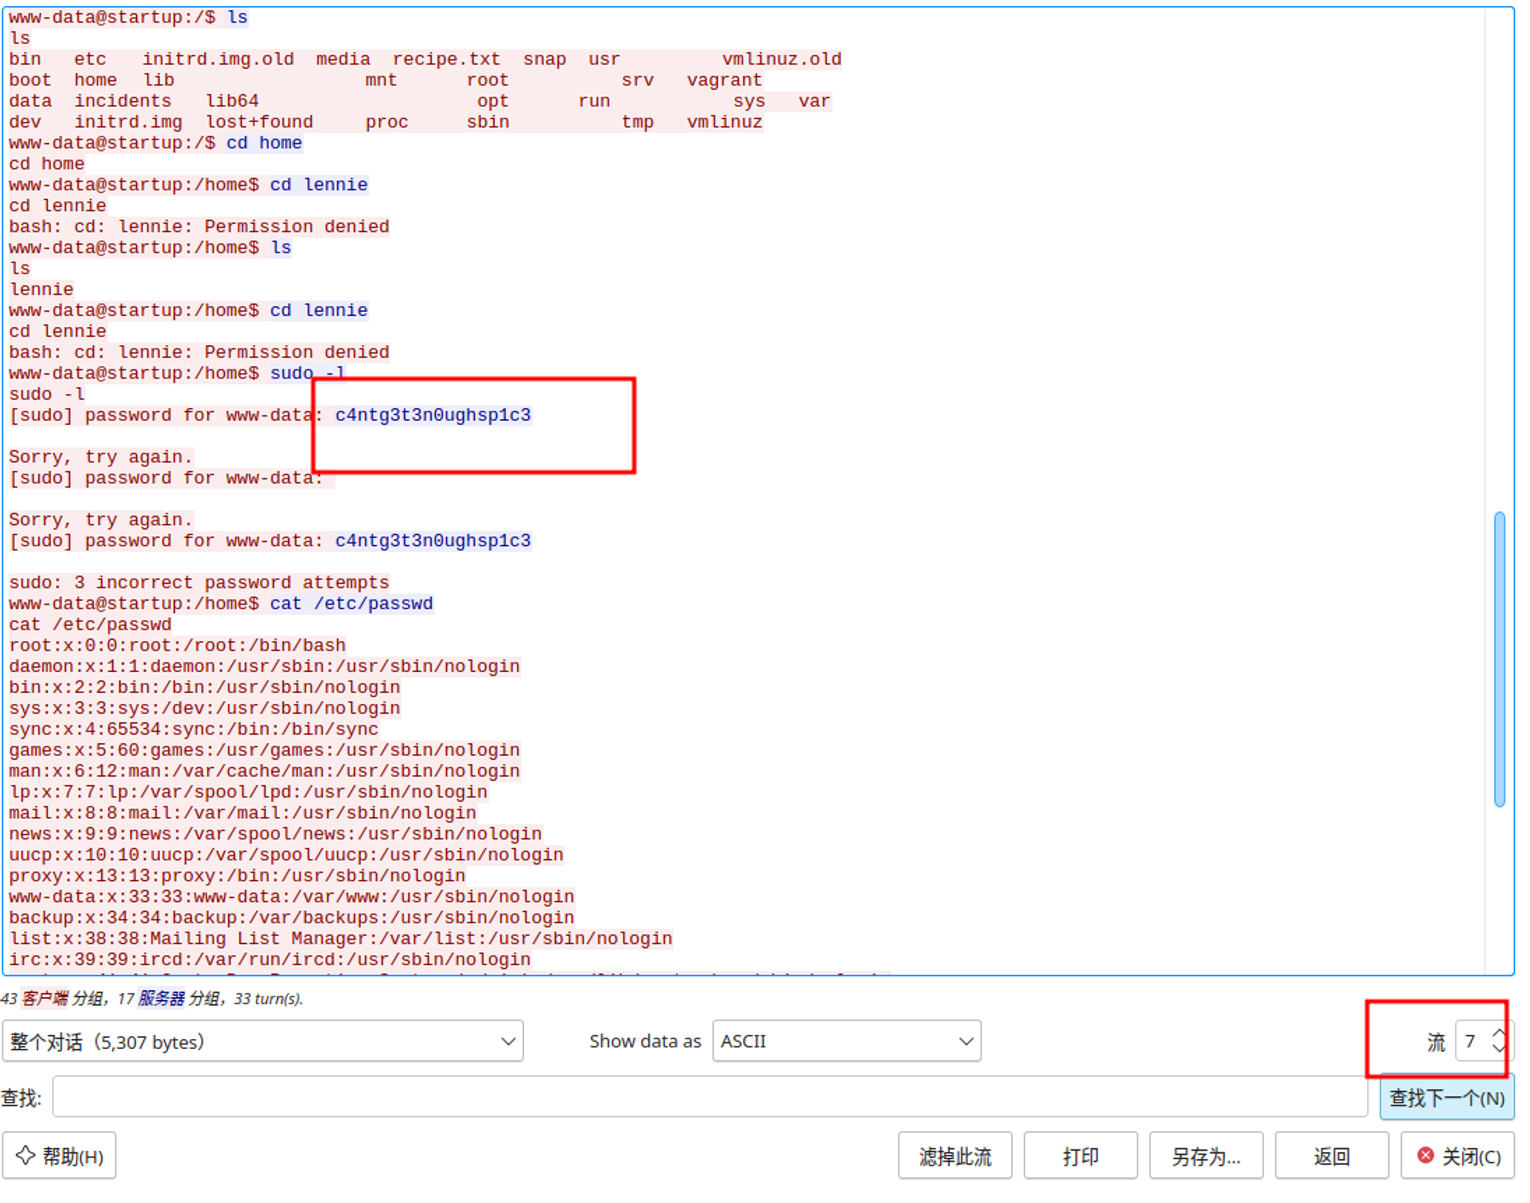 www-data@startup:/$ ls
ls
bin   etc   initrd.img.old  media  recipe.txt  snap  usr         vmlinuz.old
boot  home  lib                 mnt      root          srv   vagrant
data  incidents   lib64                   opt      run           sys   var
dev   initrd.img  lost+found     proc     sbin          tmp   vmlinuz
www-data@startup:/$ cd home
cd home
www-data@startup:/home$ cd lennie
cd lennie
bash: cd: lennie: Permission denied
www-data@startup:/home$ ls
ls
lennie
www-data@startup:/home$ cd lennie
cd lennie
bash: cd: lennie: Permission denied
www-data@startup:/home$ sudo -l
sudo -l
[sudo] password for www-data: c4ntg3t3n0ughsp1c3
Sorry, try again.
[sudo] password for www-data:
Sorry, try again.
[sudo] password for www-data: c4ntg3t3n0ughsp1c3
sudo: 3 incorrect password attempts
www-data@startup:/home$ cat /etc/passwd
cat /etc/passwd
root:x:0:0:root:/root:/bin/bash
daemon:x:1:1:daemon:/usr/sbin:/usr/sbin/nologin
bin:x:2:2:bin:/bin:/usr/sbin/nologin
sys:x:3:3:sys:/dev:/usr/sbin/nologin
sync:x:4:65534:sync:/bin:/bin/sync
games:x:5:60:games:/usr/games:/usr/sbin/nologin
man:x:6:12:man:/var/cache/man:/usr/sbin/nologin
lp:x:7:7:lp:/var/spool/lpd:/usr/sbin/nologin
mail:x:8:8:mail:/var/mail:/usr/sbin/nologin
news:x:9:9:news:/var/spool/news:/usr/sbin/nologin
uucp:x:10:10:uucp:/var/spool/uucp:/usr/sbin/nologin
proxy:x:13:13:proxy:/bin:/usr/sbin/nologin
www-data:x:33:33:www-data:/var/www:/usr/sbin/nologin
backup:x:34:34:backup:/var/backups:/usr/sbin/nologin
list:x:38:38:Mailing List Manager:/var/list:/usr/sbin/nologin
irc:x:39:39:ircd:/var/run/ircd:/usr/sbin/nologin
43 客户端 分组，17 服务器 分组，33 turn(s).
整个对话（5,307 bytes） Show data as ASCII 流 7
查找: 查找下一个(N)
帮助(H) 滤掉此流 打印 另存为… 返回 关闭(C)